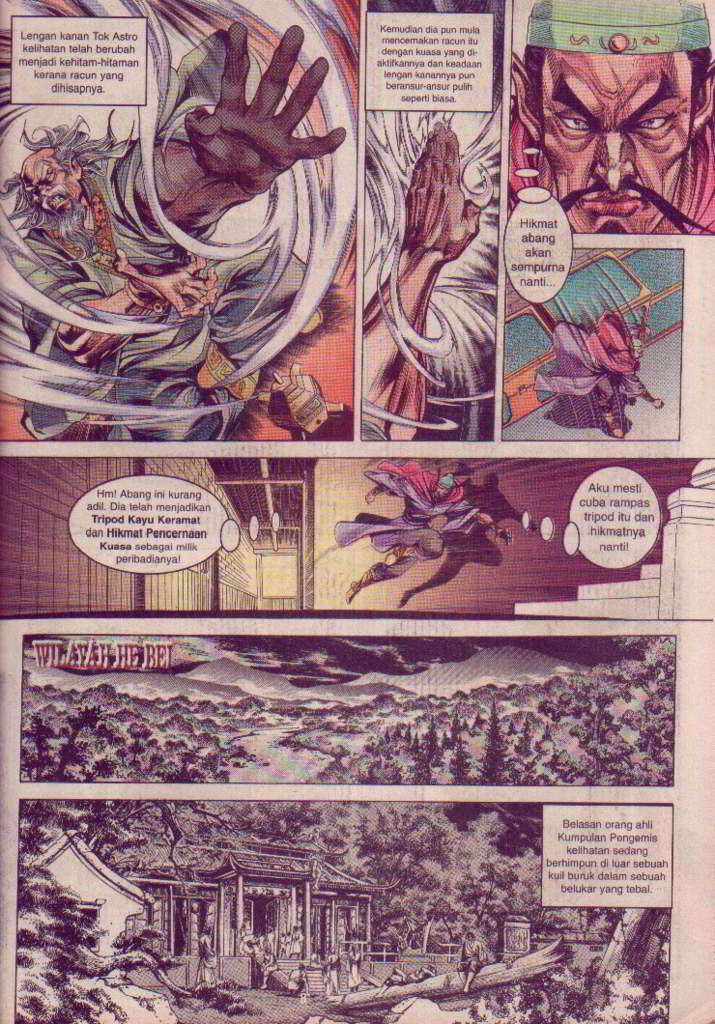 Lengan kanan Tok Astro
kelihatan telah berubah
menjadi kehitam-hitaman
kerana racun yang
dihisapnya.
Kemudian dia pun mula
mencernakan racun itu
dengan kuasa yang di-
aktifkannya dan keadaan
lengan kanannya pun
beransur-ansur pulih
seperti biasa.
Hikmat
abang
akan
sempurna
nanti...
Hm! Abang ini kurang
adil. Dia telah menjadikan
Tripod Kayu Keramat
dan Hikmat Pencernaan
Kuasa sebagai milik
peribadianya!
Aku mesti
cuba rampas
tripod itu dan
hikmatnya
nanti!
WILAYAH HE BEI
Belasan orang ahli
Kumpulan Pengemis
kelihatan sedang
berhimpun di luar sebuah
kuil buruk dalam sebuah
belukar yang tebal.